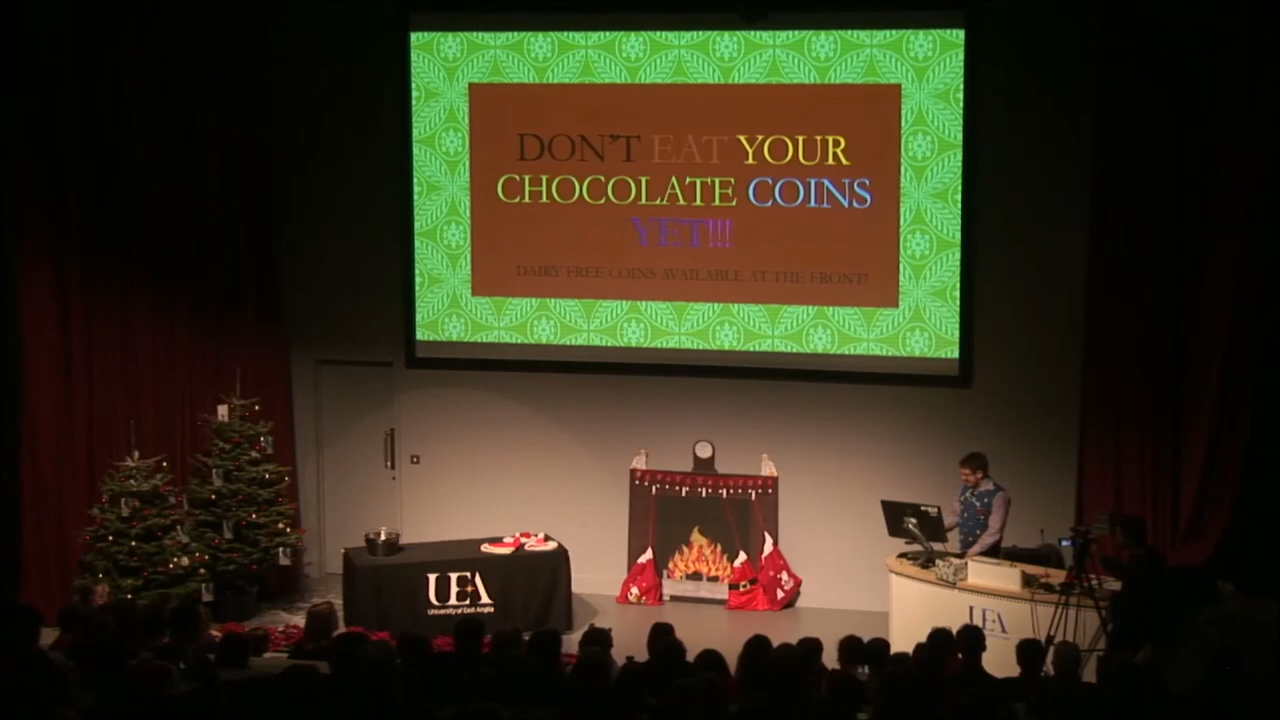 DON'T EAT YOUR
CHOCOLATE COINS
YET!!!
DAIRY FREE COINS AVAILABLE AT THE FRONT!
UEA
University of East Anglia
UEA